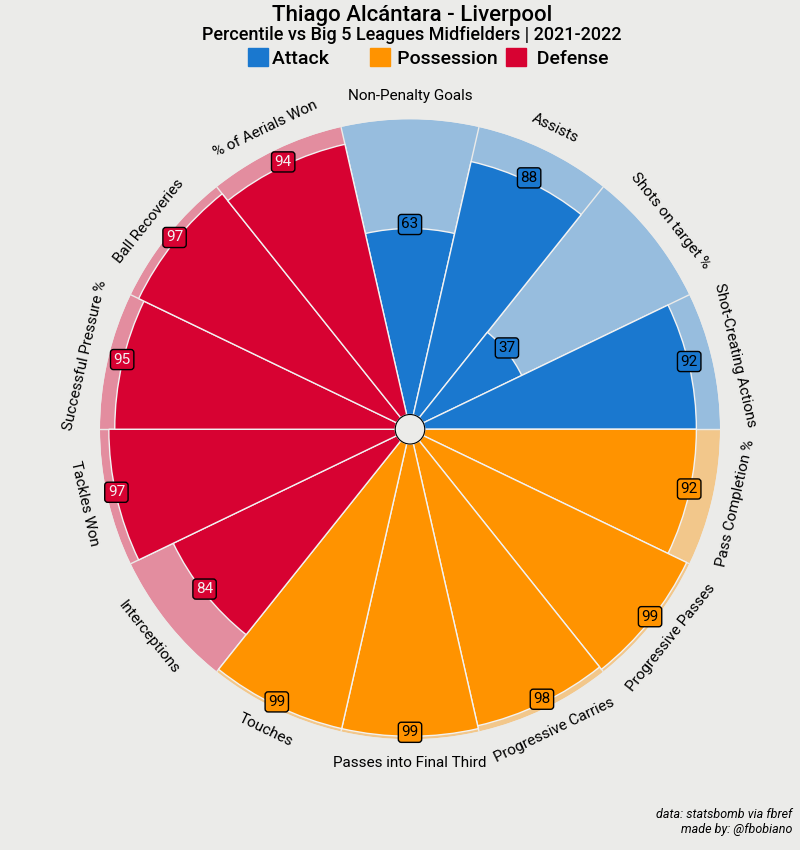 Thiago Alcántara - Liverpool
Percentile vs Big 5 Leagues Midfielders | 2021-2022
Attack Possession Defense
Non-Penalty Goals
63
Assists
88
Shots on target %
37
Shot-Creating Actions
92
Pass Completion %
92
Progressive Passes
99
Progressive Carries
98
Passes into Final Third
99
Touches
99
Interceptions
84
Tackles Won
97
Successful Pressure %
95
Ball Recoveries
97
% of Aerials Won
94
data: statsbomb via fbref
made by: @fbobiano